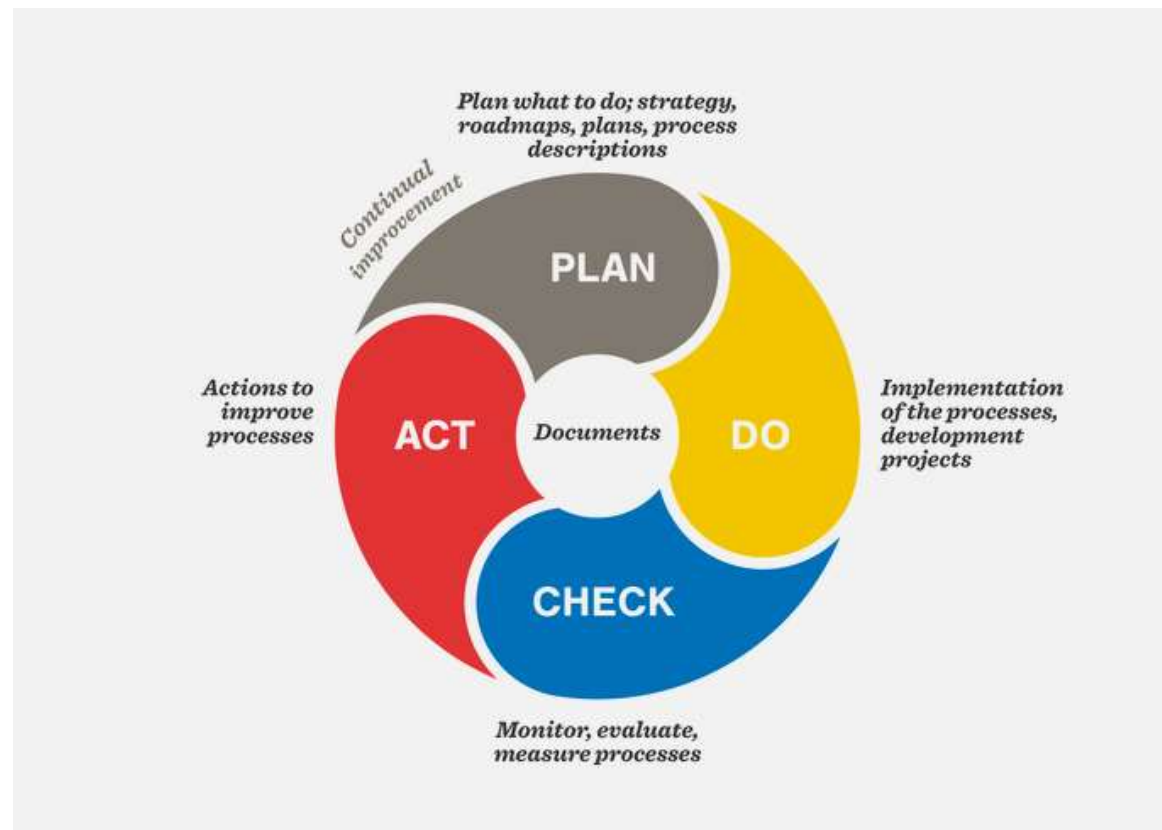 Plan what to do; strategy,
roadmaps, plans, process
descriptions
Continual
improvement
PLAN
Actions to
improve
processes
ACT
Documents
DO
Implementation
of the processes,
development
projects
CHECK
Monitor, evaluate,
measure processes